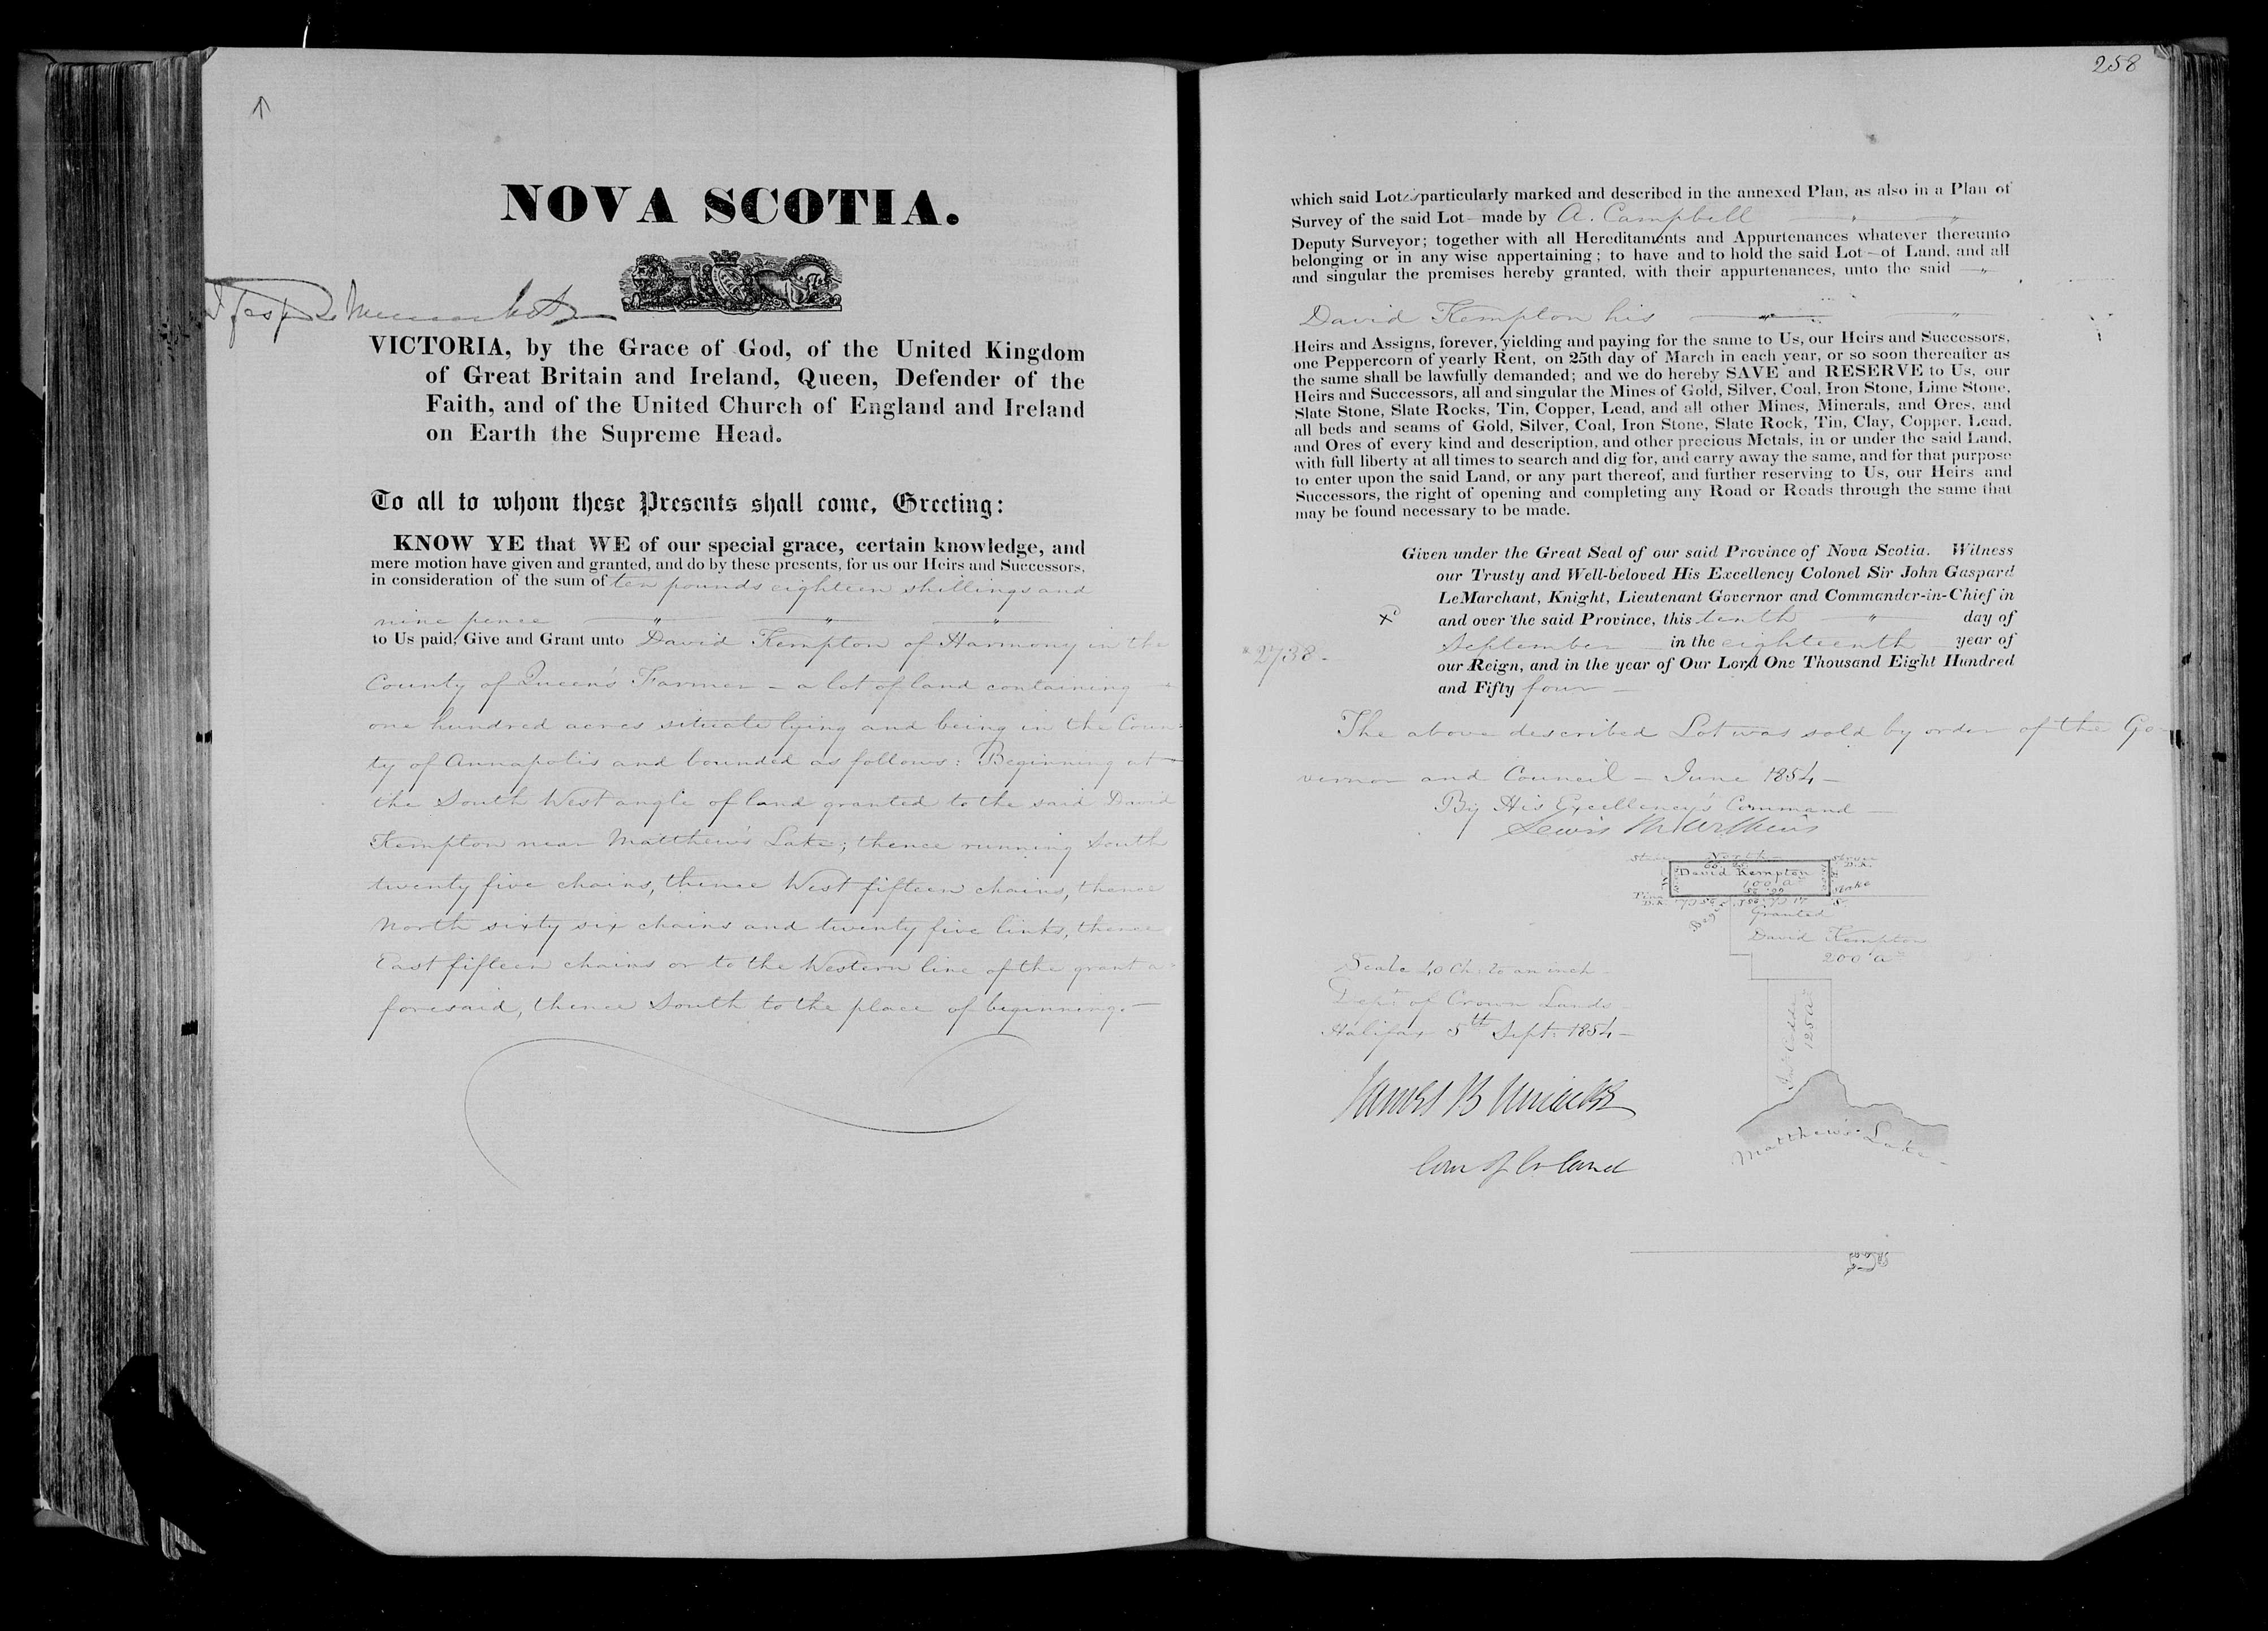 NOVA SCOTIA.
VICTORIA, by the Grace of God, of the United Kingdom
of Great Britain and Ireland, Queen, Defender of the
Faith, and of the United Church of England and Ireland
on Earth the Supreme Head.
To all to whom these Presents shall come, Greeting:
KNOW YE that WE of our special grace, certain knowledge, and
mere motion have given and granted, and do by these presents, for us our Heirs and Successors,
in consideration of the sum of ten pounds eighteen shillings and
nine pence
to Us paid, Give and Grant unto David Kempton of Harmony in the
County of Queen's Farmer – a lot of land containing
one hundred acres situate lying and being in the Coun-
ty of Annapolis and bounded as follows: Beginning at
the South West angle of land granted to the said David
Kempton near Matthew's Lake; thence running South
twenty five chains, thence West fifteen chains, thence
North sixty six chains and twenty five links, thence
East fifteen chains or to the Western line of the grant a-
foresaid, thence South to the place of beginning. –
258
which said Lot is particularly marked and described in the annexed Plan, as also in a Plan of
Survey of the said Lot made by A. Campbell
Deputy Surveyor; together with all Hereditaments and Appurtenances whatever thereunto
belonging or in any wise appertaining; to have and to hold the said Lot of Land, and all
and singular the premises hereby granted, with their appurtenances, unto the said
David Kempton his
Heirs and Assigns, forever, yielding and paying for the same to Us, our Heirs and Successors,
one Peppercorn of yearly Rent, on 25th day of March in each year, or so soon thereafter as
the same shall be lawfully demanded; and we do hereby SAVE and RESERVE to Us, our
Heirs and Successors, all and singular the Mines of Gold, Silver, Coal, Iron Stone, Lime Stone,
Slate Stone, Slate Rocks, Tin, Copper, Lead, and all other Mines, Minerals, and Ores, and
all beds and seams of Gold, Silver, Coal, Iron Stone, Slate Rock, Tin, Clay, Copper, Lead,
and Ores of every kind and description, and other precious Metals, in or under the said Land,
with full liberty at all times to search and dig for, and carry away the same, and for that purpose
to enter upon the said Land, or any part thereof, and further reserving to Us, our Heirs and
Successors, the right of opening and completing any Road or Roads through the same that
may be found necessary to be made.
Given under the Great Seal of our said Province of Nova Scotia. Witness
our Trusty and Well-beloved His Excellency Colonel Sir John Gaspard
LeMarchant, Knight, Lieutenant Governor and Commander-in-Chief in
and over the said Province, this tenth day of
September in the eighteenth year of
2738
our Reign, and in the year of Our Lord One Thousand Eight Hundred
and Fifty four
The above described Lot was sold by order of the Go-
vernor and Council – June 1854 –
By His Excellency's Command
North
David Kempton
100 a
Stake
Granted
David Kempton
200 a
Scale 40 Ch. to an inch
Dept of Crown Lands
Halifax 5th Sept. 1854 –
125 a
Matthew's Lake